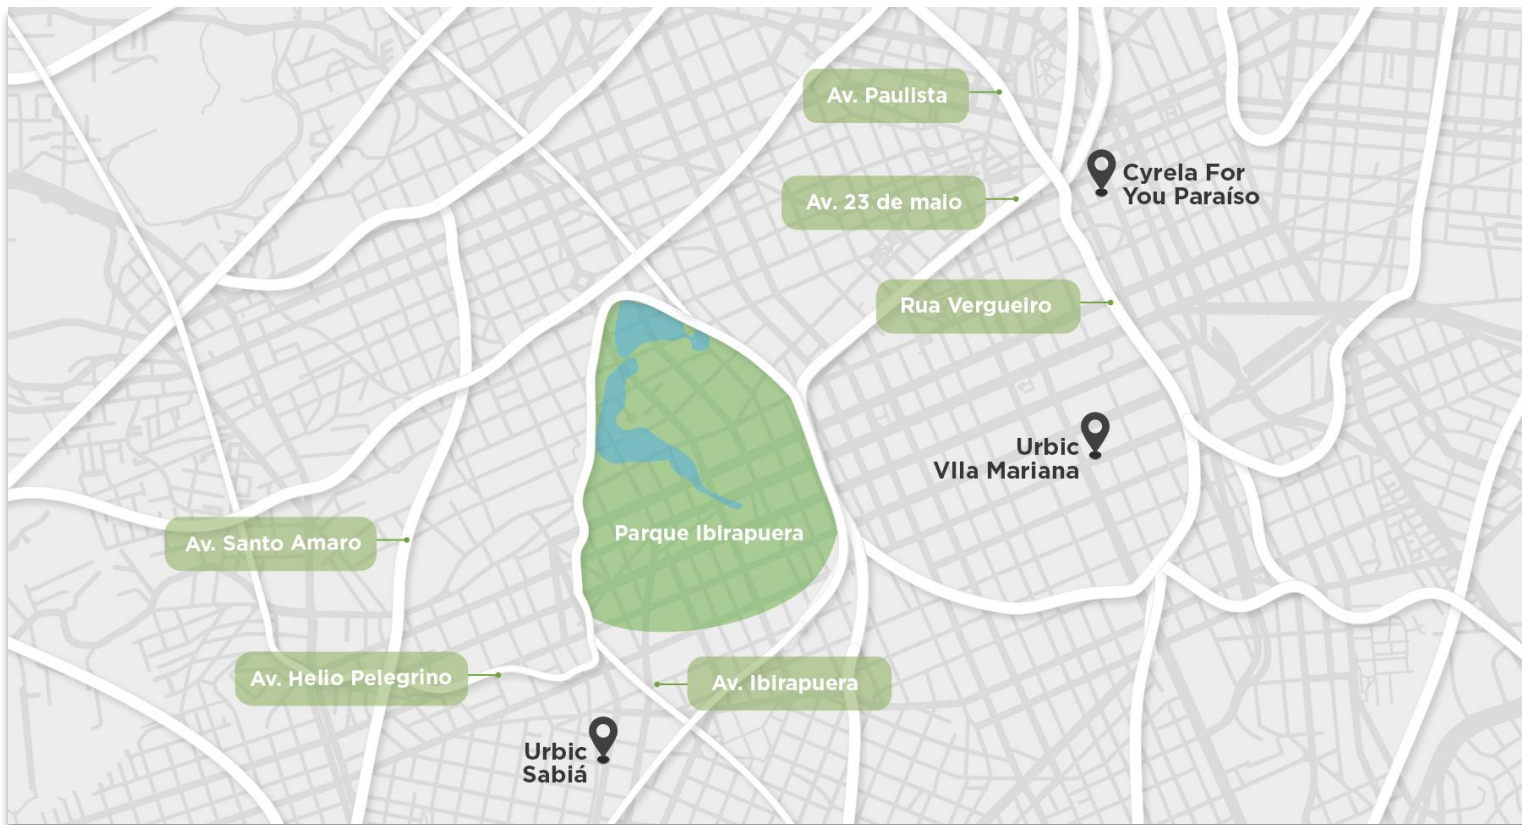 Av. Paulista
Cyrela For
You Paraíso
Av. 23 de maio
Rua Vergueiro
Urbic
VIla Mariana
Parque Ibirapuera
Av. Santo Amaro
Av. Helio Pelegrino
Av. Ibirapuera
Urbic
Sabiá